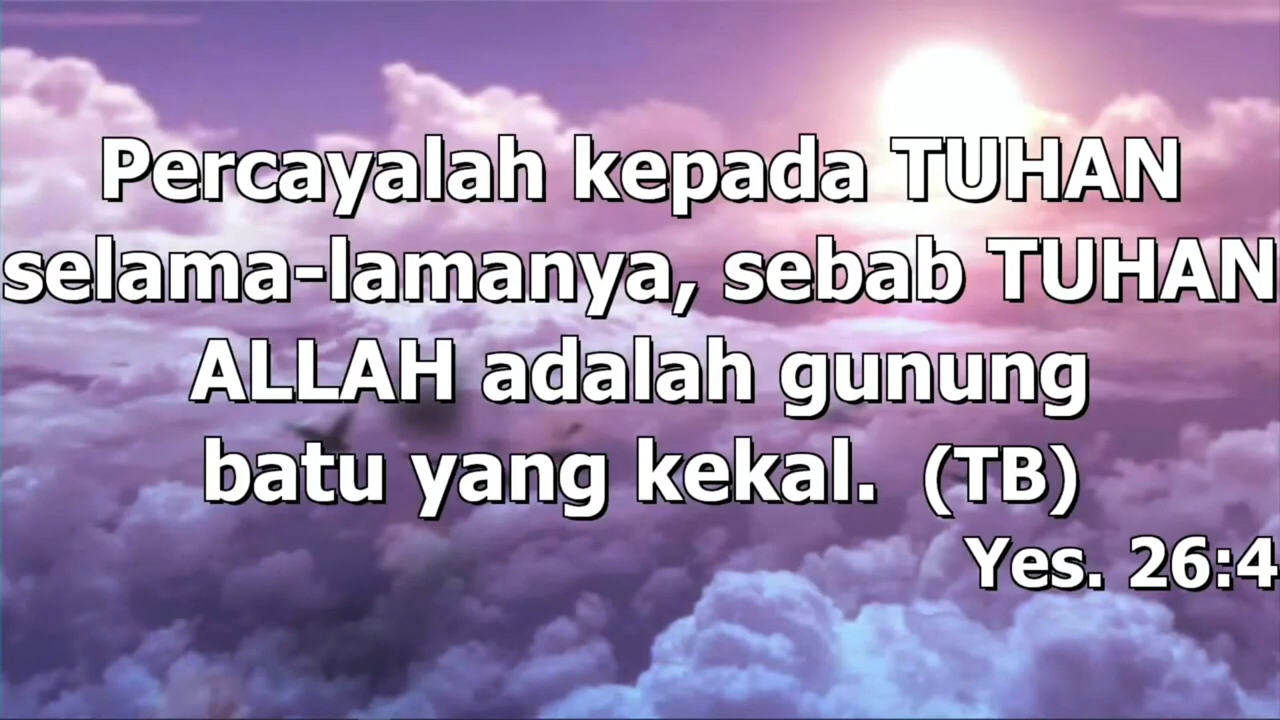 Percayalah kepada TUHAN
selama-lamanya, sebab TUHAN
ALLAH adalah gunung
batu yang kekal. (TB)
Yes. 26:4